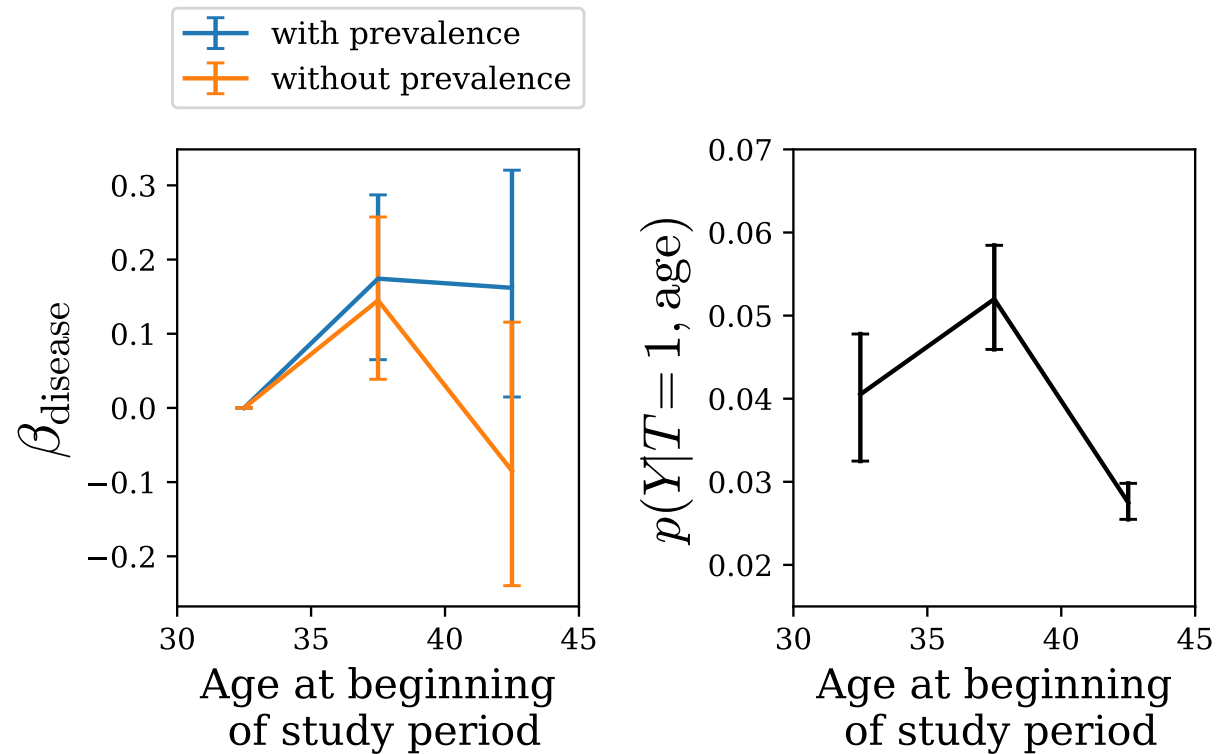 with prevalence
without prevalence
0.3
0.2
0.1
0.0
−0.1
−0.2
βdisease
30
35
40
45
Age at beginning
of study period
0.07
0.06
0.05
0.04
0.03
0.02
p(Y|T = 1, age)
30
35
40
45
Age at beginning
of study period